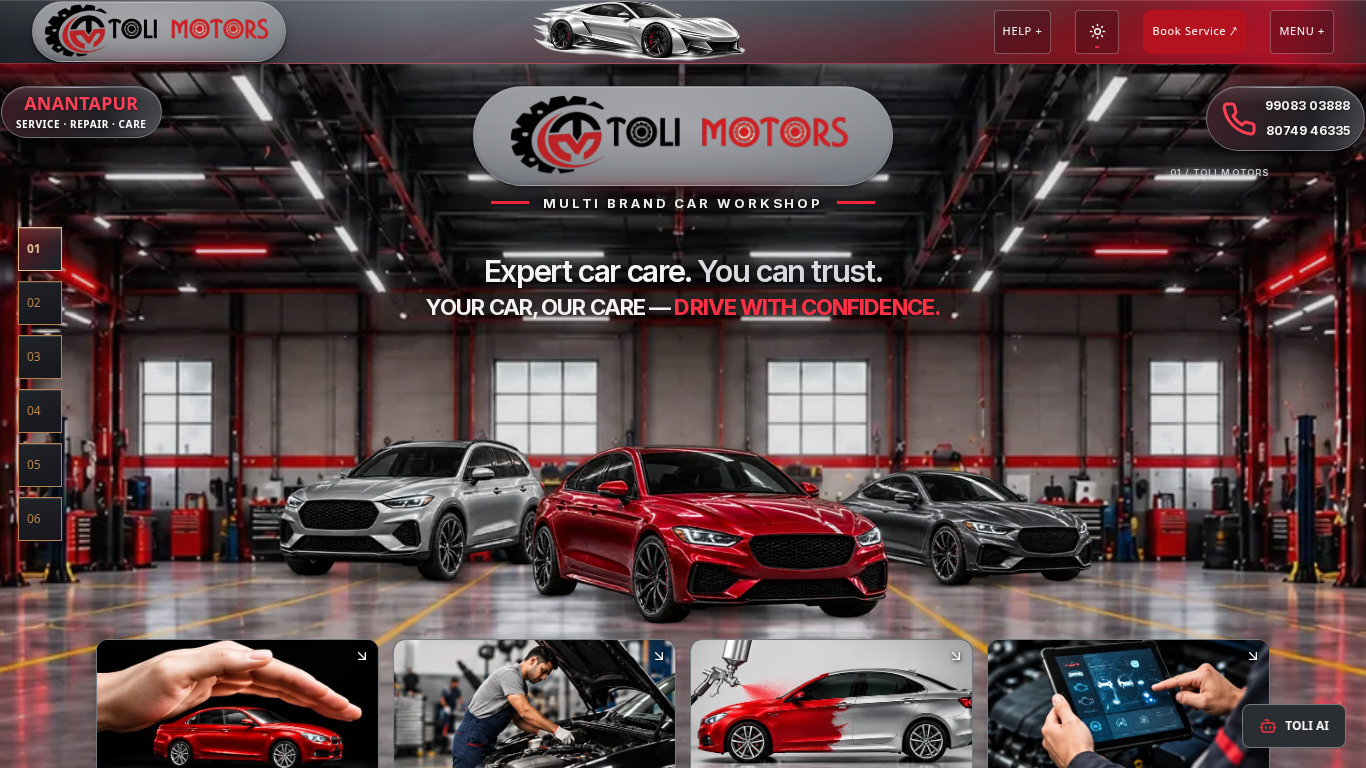 TOLI MOTORS
HELP +
Book Service ↗
MENU +
ANANTAPUR
SERVICE · REPAIR · CARE
TOLI MOTORS
99083 03888
80749 46335
01 / TOLI MOTORS
MULTI BRAND CAR WORKSHOP
Expert car care. You can trust.
YOUR CAR, OUR CARE — DRIVE WITH CONFIDENCE.
01
02
03
04
05
06
TOLI AI